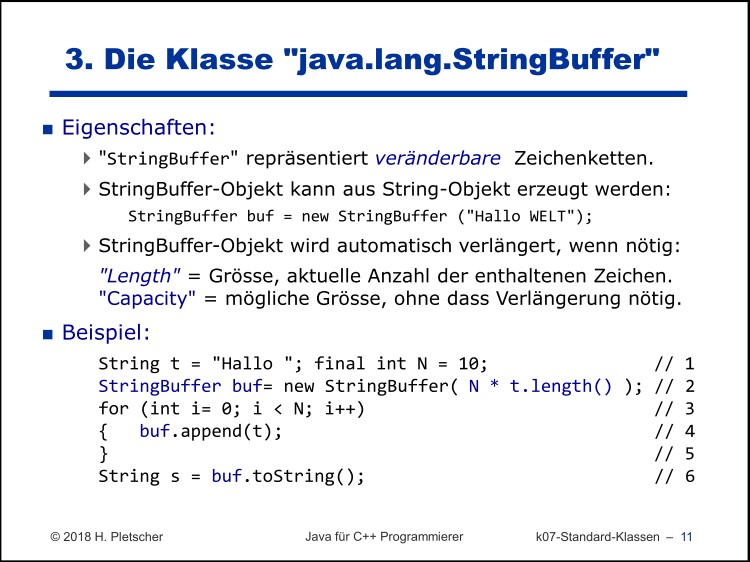 3. Die Klasse "java.lang.StringBuffer"
Eigenschaften:
"StringBuffer" repräsentiert veränderbare Zeichenketten.
StringBuffer-Objekt kann aus String-Objekt erzeugt werden:
StringBuffer buf = new StringBuffer ("Hallo WELT");
StringBuffer-Objekt wird automatisch verlängert, wenn nötig:
"Length" = Grösse, aktuelle Anzahl der enthaltenen Zeichen.
"Capacity" = mögliche Grösse, ohne dass Verlängerung nötig.
Beispiel:
String t = "Hallo "; final int N = 10; // 1
StringBuffer buf= new StringBuffer( N * t.length() ); // 2
for (int i= 0; i < N; i++) // 3
{ buf.append(t); // 4
} // 5
String s = buf.toString(); // 6
© 2018 H. Pletscher Java für C++ Programmierer k07-Standard-Klassen – 11